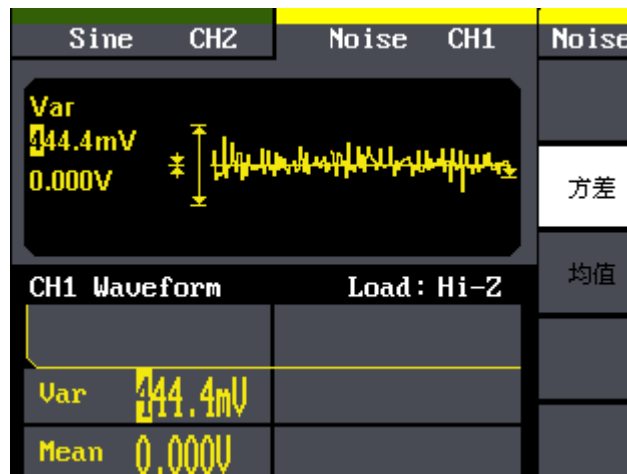 Sine CH2 Noise CH1 Noise
Var
444.4mV
0.000V
方差
均值
CH1 Waveform Load: Hi-Z
Var 444.4mV
Mean 0.000V